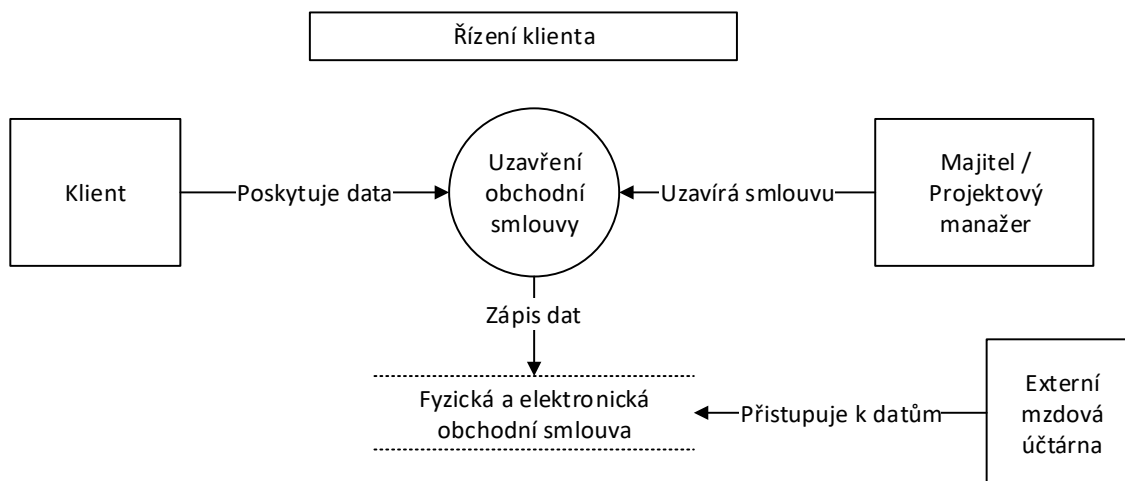 Řízení klienta
Klient
Poskytuje data
Uzavření
obchodní
smlouvy
Uzavírá smlouvu
Majitel /
Projektový
manažer
Zápis dat
Fyzická a elektronická
obchodní smlouva
Přistupuje k datům
Externí
mzdová
účtárna